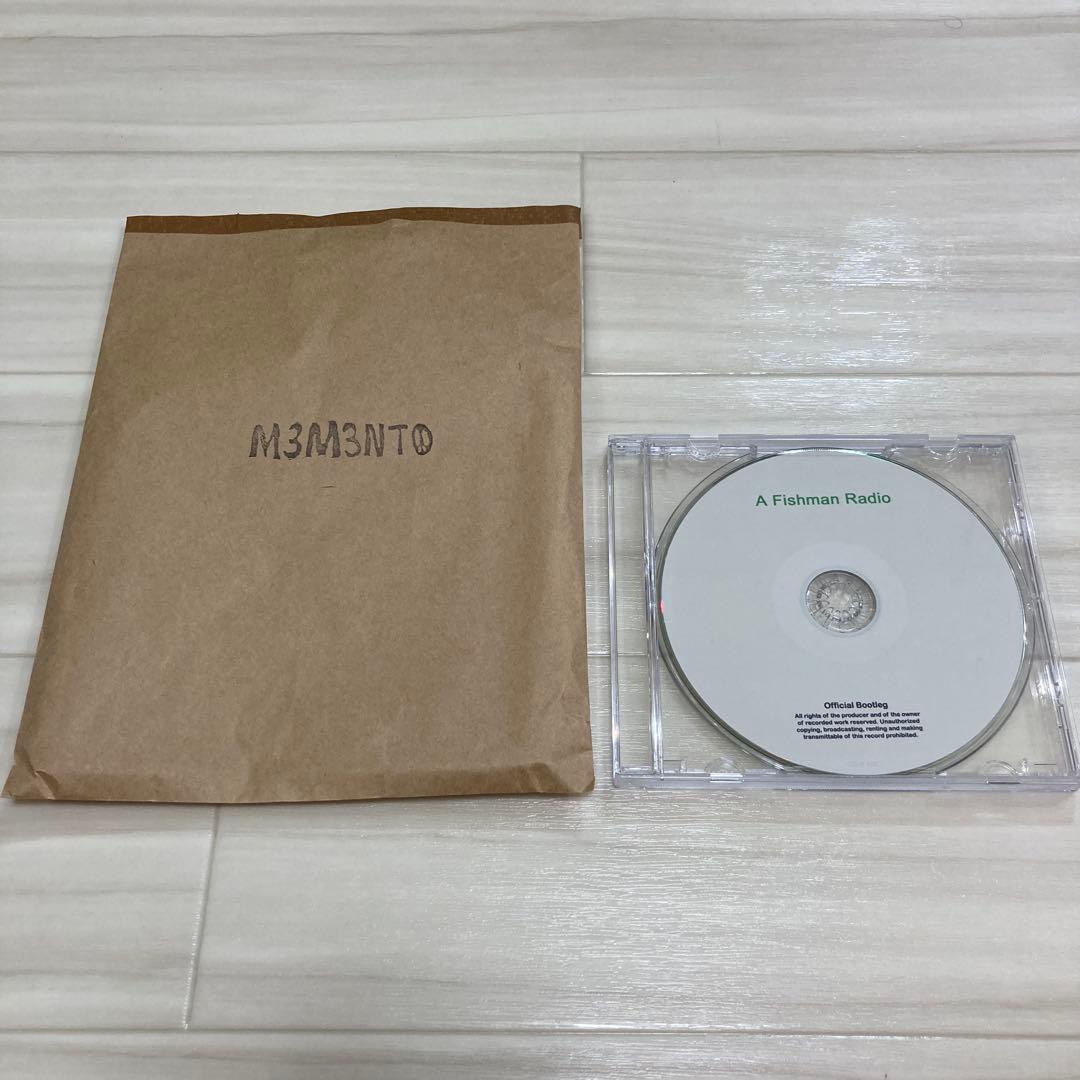 M3M3NTO
A Fishman Radio
Official Bootleg
All rights of the producer and of the owner
of recorded work reserved. Unauthorized
copying, broadcasting, renting and making
transmittable of this record prohibited.